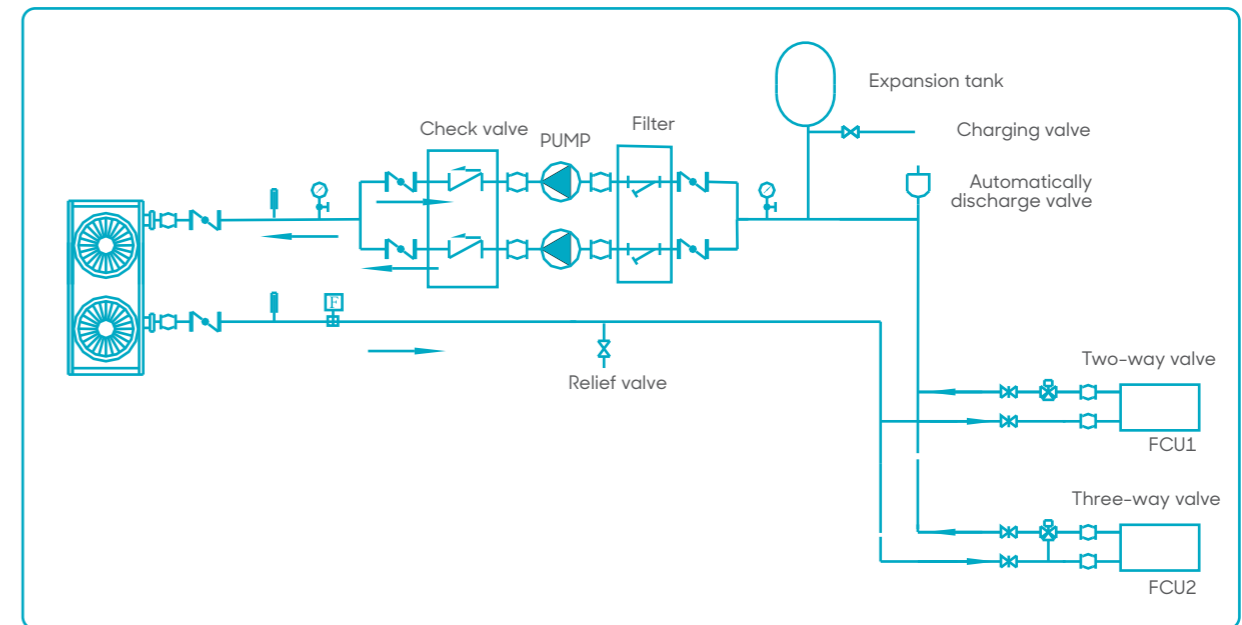 Expansion tank
Check valve
PUMP
Filter
Charging valve
Automatically
discharge valve
F
Relief valve
Two-way valve
FCU1
Three-way valve
FCU2